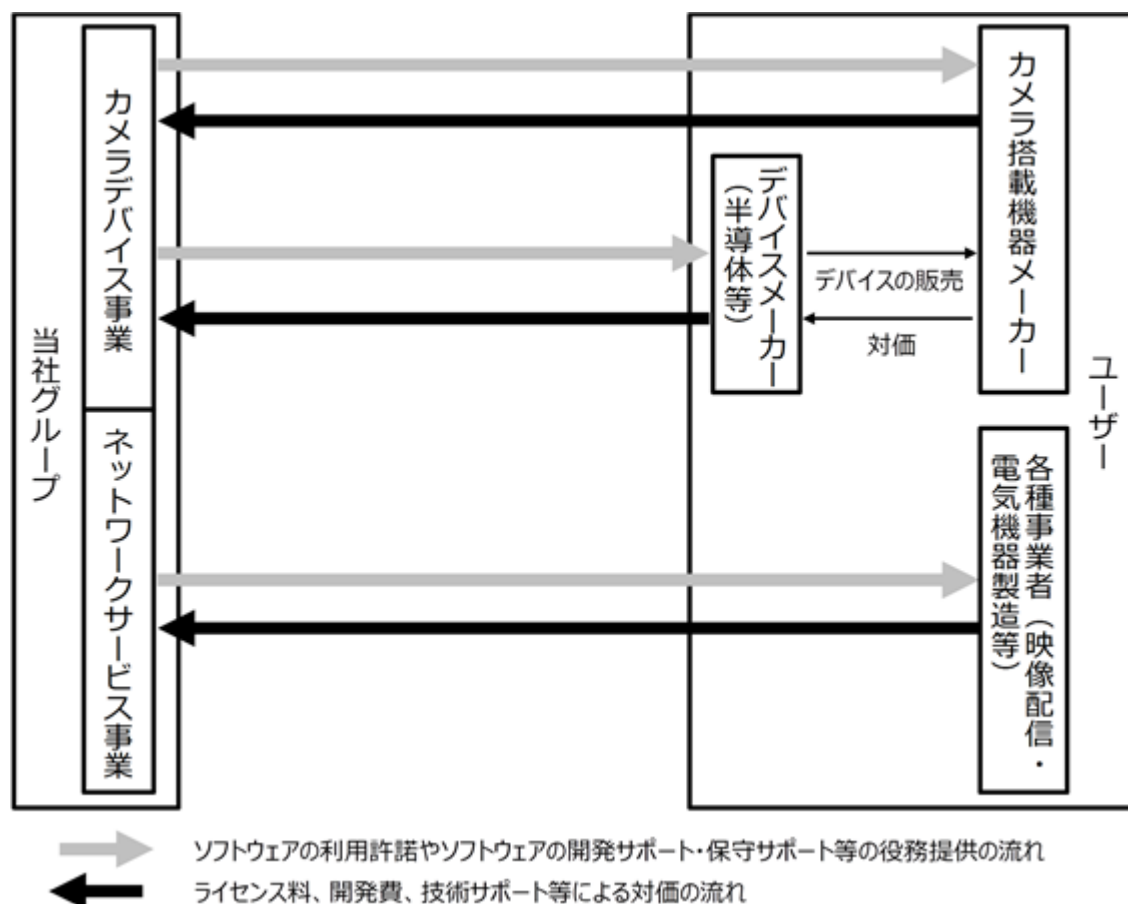 当社グループ
カメラデバイス事業
ネットワークサービス事業
デバイスメーカー
（半導体等）
デバイスの販売
対価
カメラ搭載機器メーカー
各種事業者（映像配信・
電気機器製造等）
ユーザー
ソフトウェアの利用許諾やソフトウェアの開発サポート・保守サポート等の役務提供の流れ
ライセンス料、開発費、技術サポート等による対価の流れ